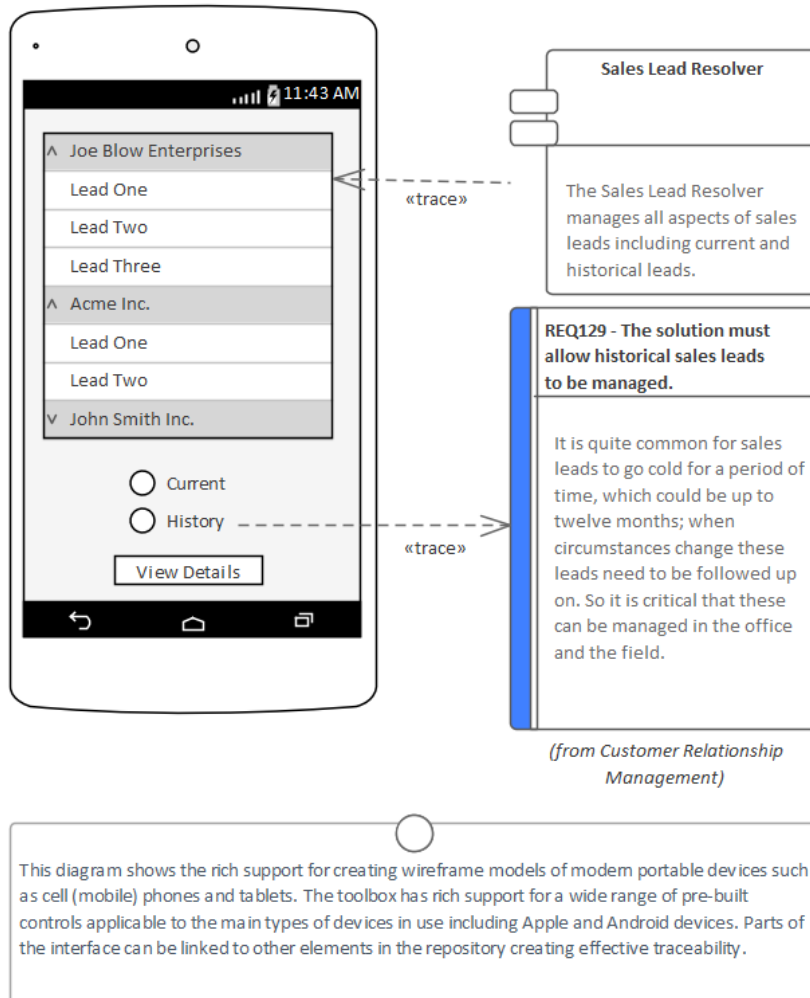 11:43 AM
Joe Blow Enterprises
Lead One
Lead Two
Lead Three
Acme Inc.
Lead One
Lead Two
John Smith Inc.
Current
History
View Details
«trace»
«trace»
Sales Lead Resolver
The Sales Lead Resolver
manages all aspects of sales
leads including current and
historical leads.
REQ129 - The solution must
allow historical sales leads
to be managed.
It is quite common for sales
leads to go cold for a period of
time, which could be up to
twelve months; when
circumstances change these
leads need to be followed up
on. So it is critical that these
can be managed in the office
and the field.
(from Customer Relationship
Management)
This diagram shows the rich support for creating wireframe models of modern portable devices such
as cell (mobile) phones and tablets. The toolbox has rich support for a wide range of pre-built
controls applicable to the main types of devices in use including Apple and Android devices. Parts of
the interface can be linked to other elements in the repository creating effective traceability.